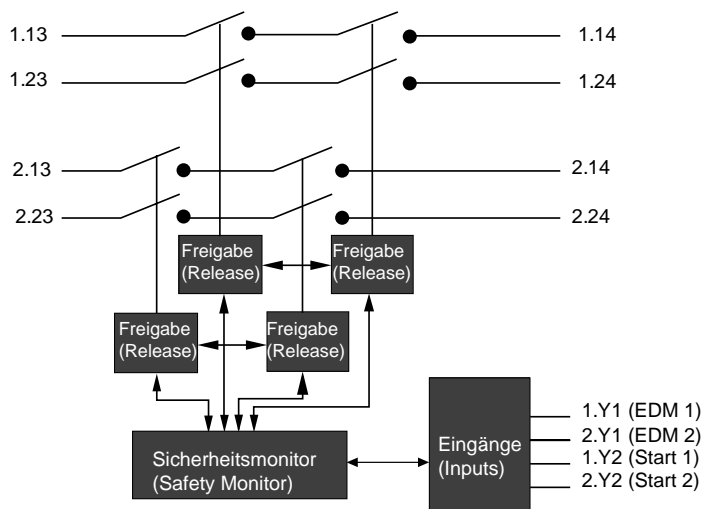 1.13
1.14
1.23
1.24
2.13
2.14
2.23
2.24
Freigabe
(Release)
Freigabe
(Release)
Freigabe
(Release)
Freigabe
(Release)
Sicherheitsmonitor
(Safety Monitor)
Eingänge
(Inputs)
1.Y1 (EDM 1)
2.Y1 (EDM 2)
1.Y2 (Start 1)
2.Y2 (Start 2)